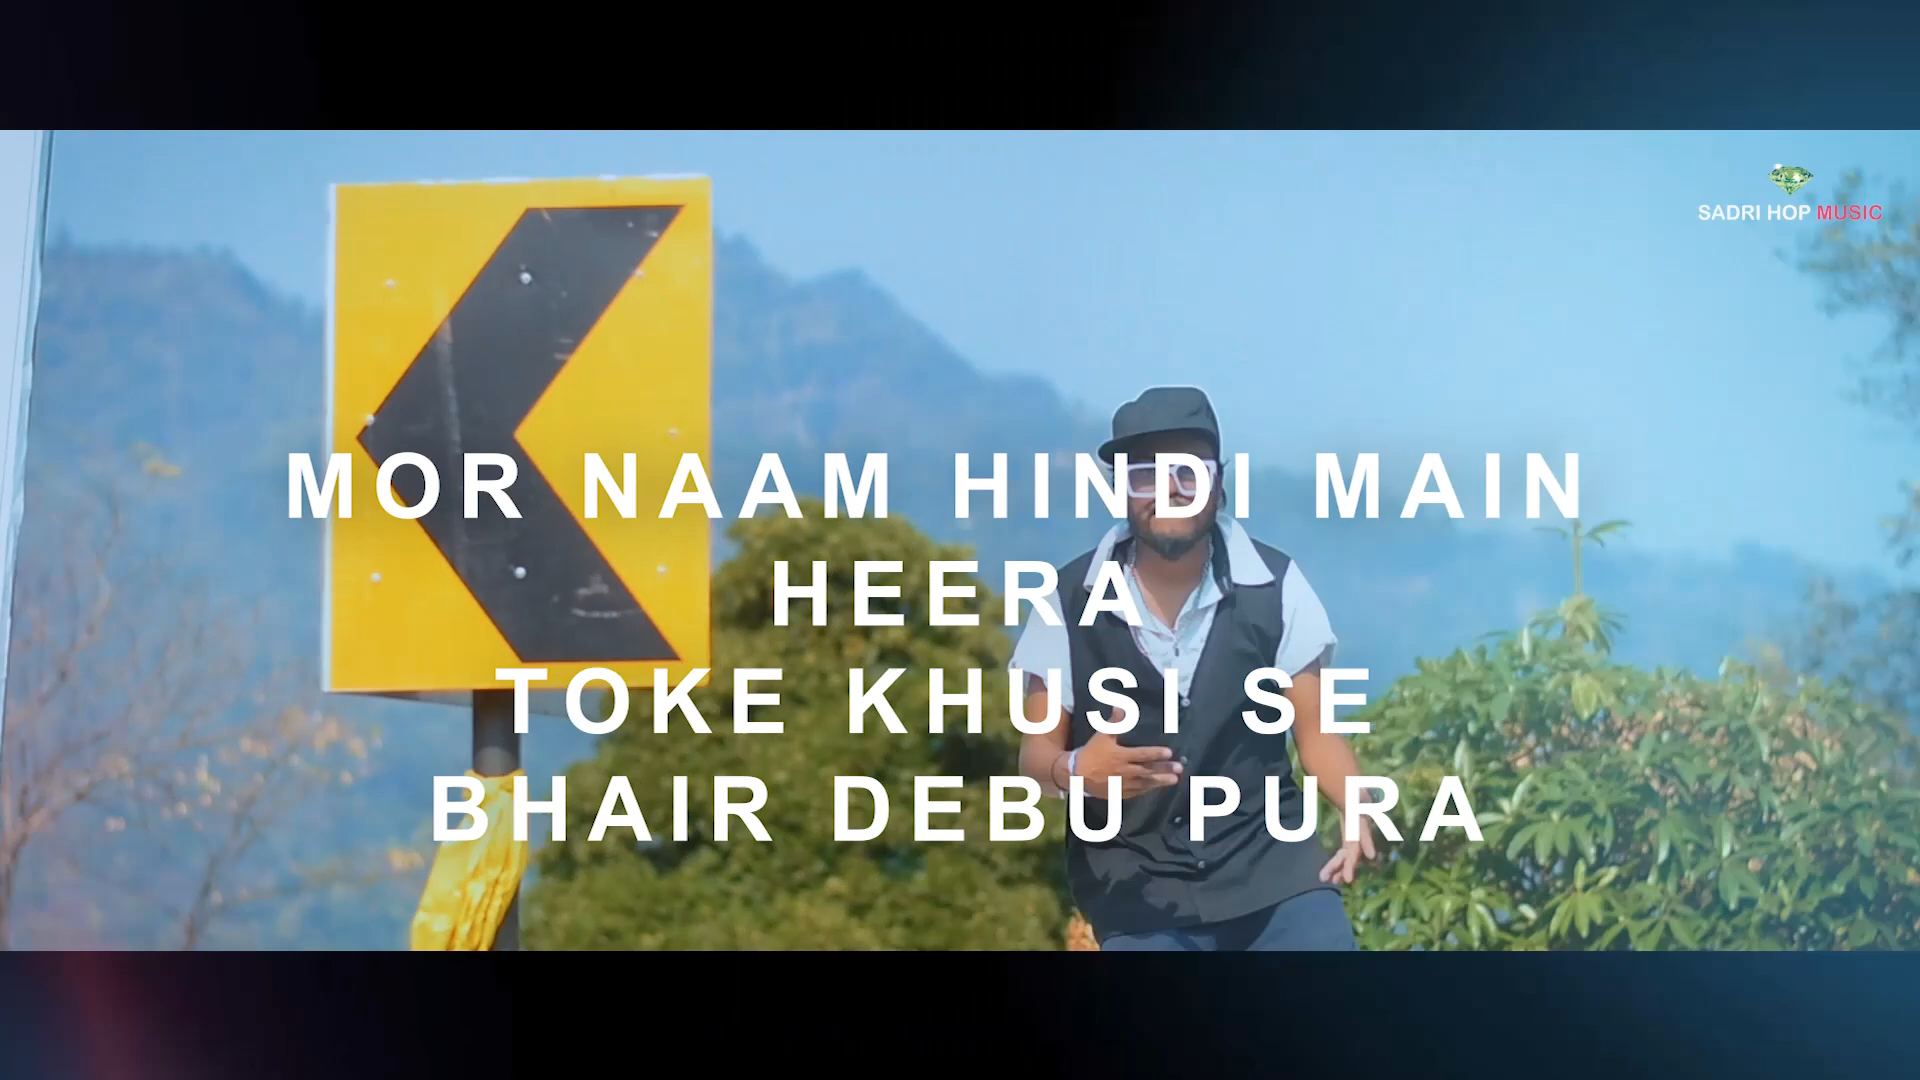 SADRI HOP MUSIC
MOR NAAM HINDI MAIN
HEERA
TOKE KHUSI SE
BHAIR DEBU PURA